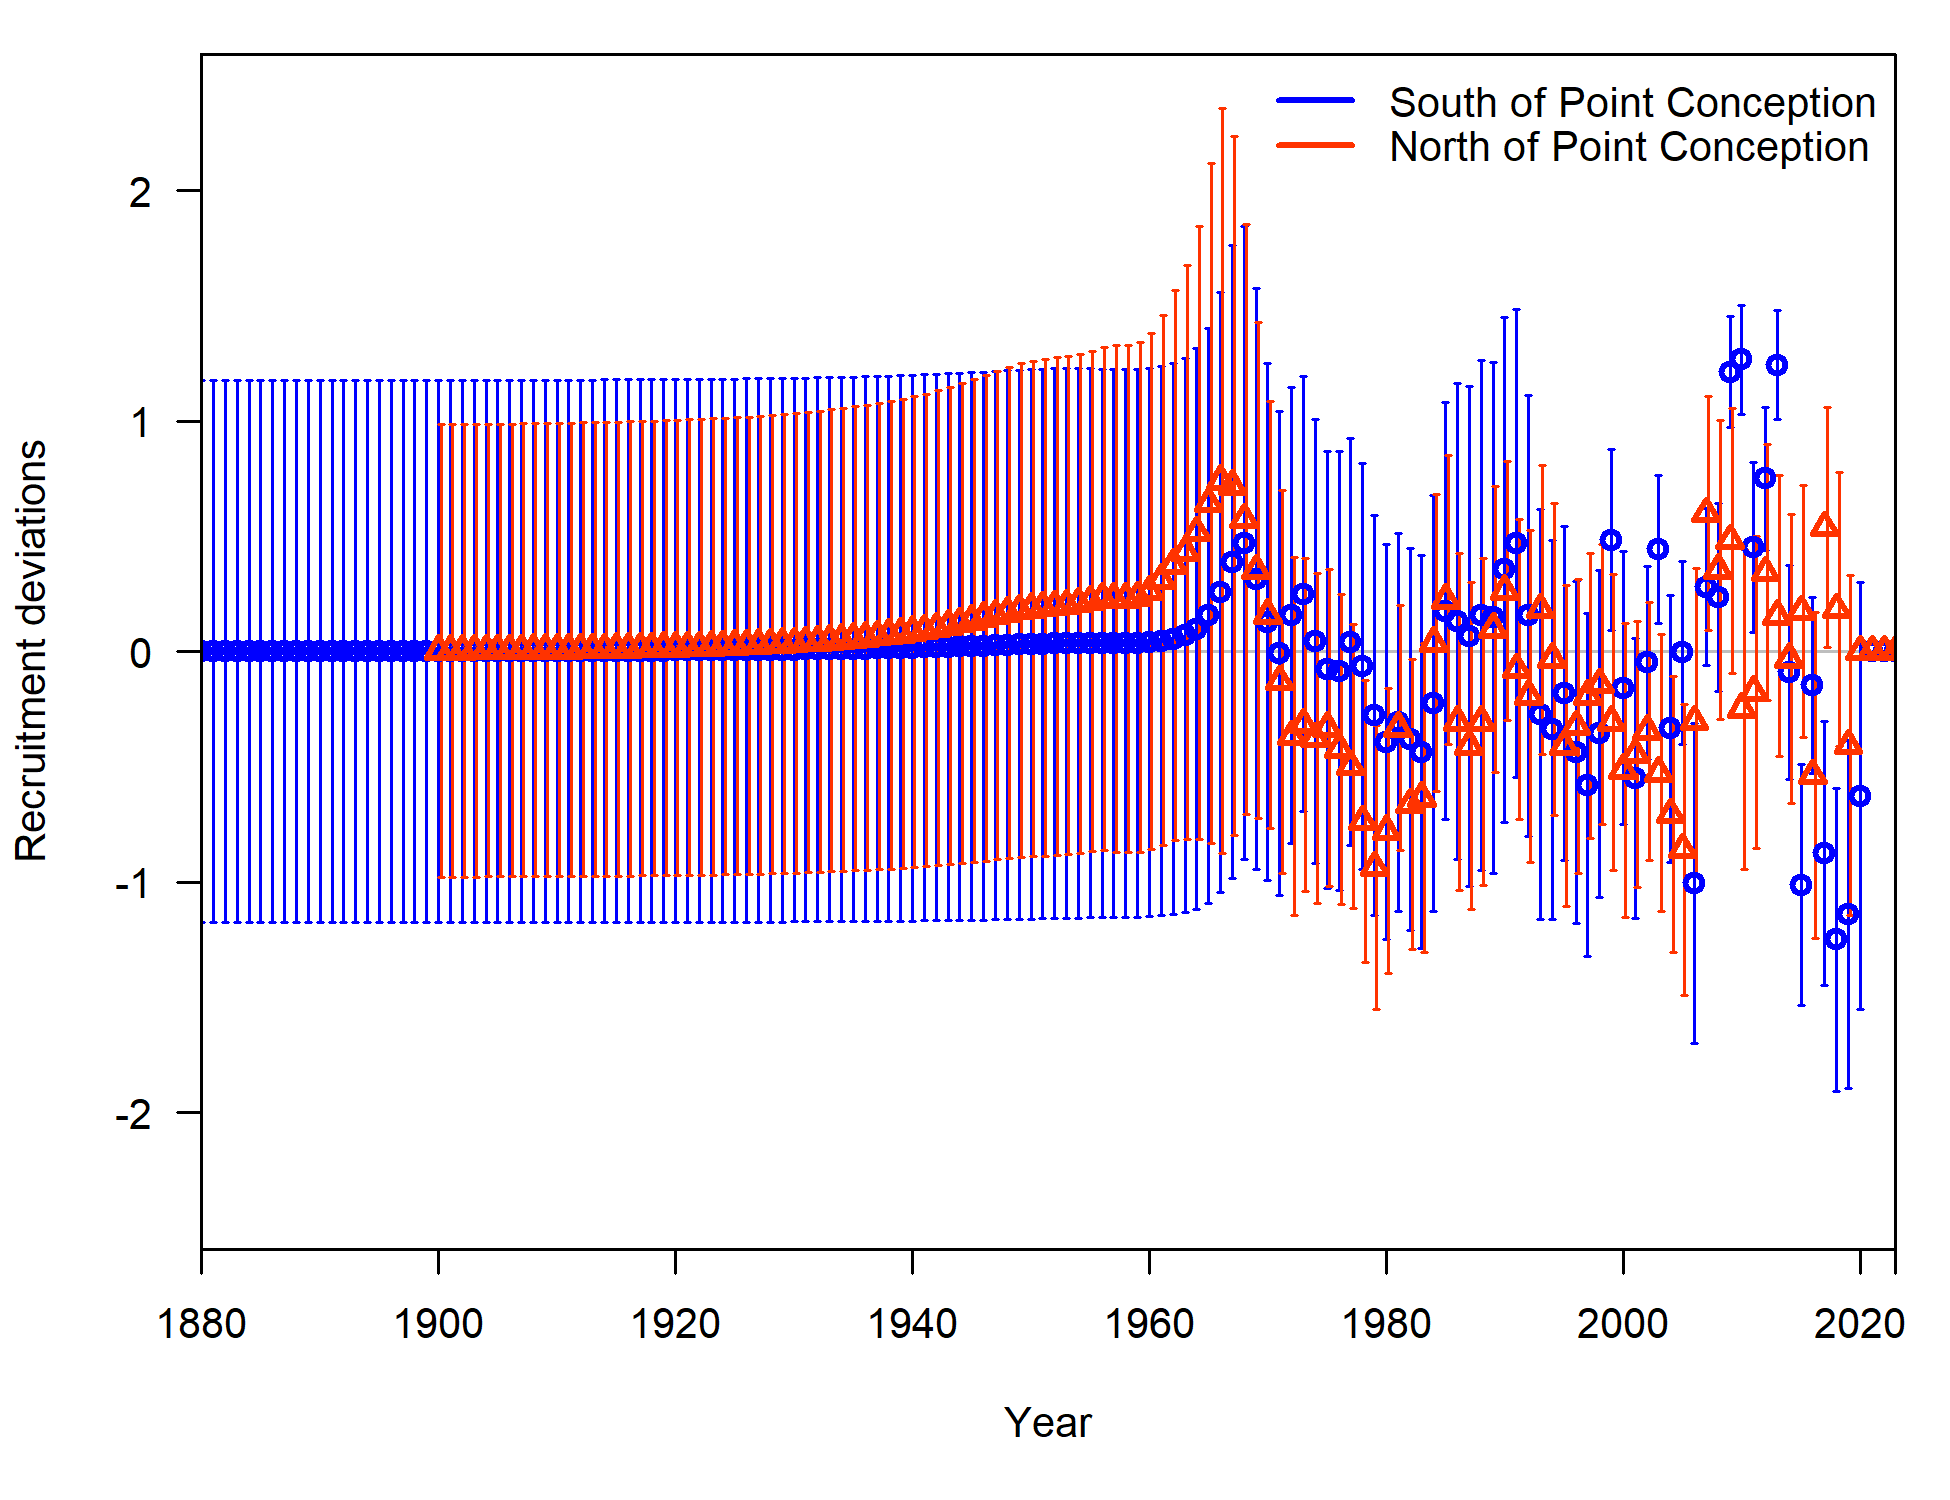 South of Point Conception
North of Point Conception
Recruitment deviations
2
1
0
-1
-2
1880 1900 1920 1940 1960 1980 2000 2020
Year